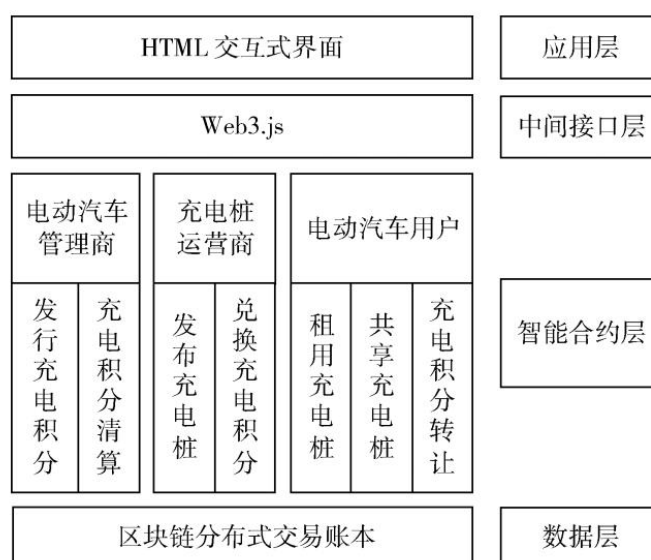 HTML 交互式界面
应用层
Web3.js
中间接口层
电动汽车
管理商
充电桩
运营商
电动汽车用户
发行充电积分
充电积分清算
发布充电桩
兑换充电积分
租用充电桩
共享充电桩
充电积分转让
智能合约层
区块链分布式交易账本
数据层